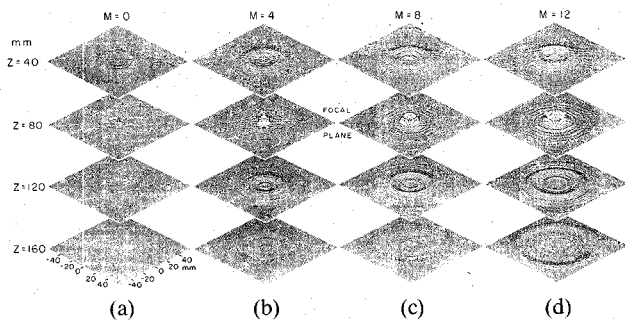 M = 0 M = 4 M = 8 M = 12
mm
Z = 40
FOCAL
Z = 80
PLANE
Z = 120
Z = 160
-40 -20 0 20 40 mm
-40 -20 0 20 40
(a) (b) (c) (d)